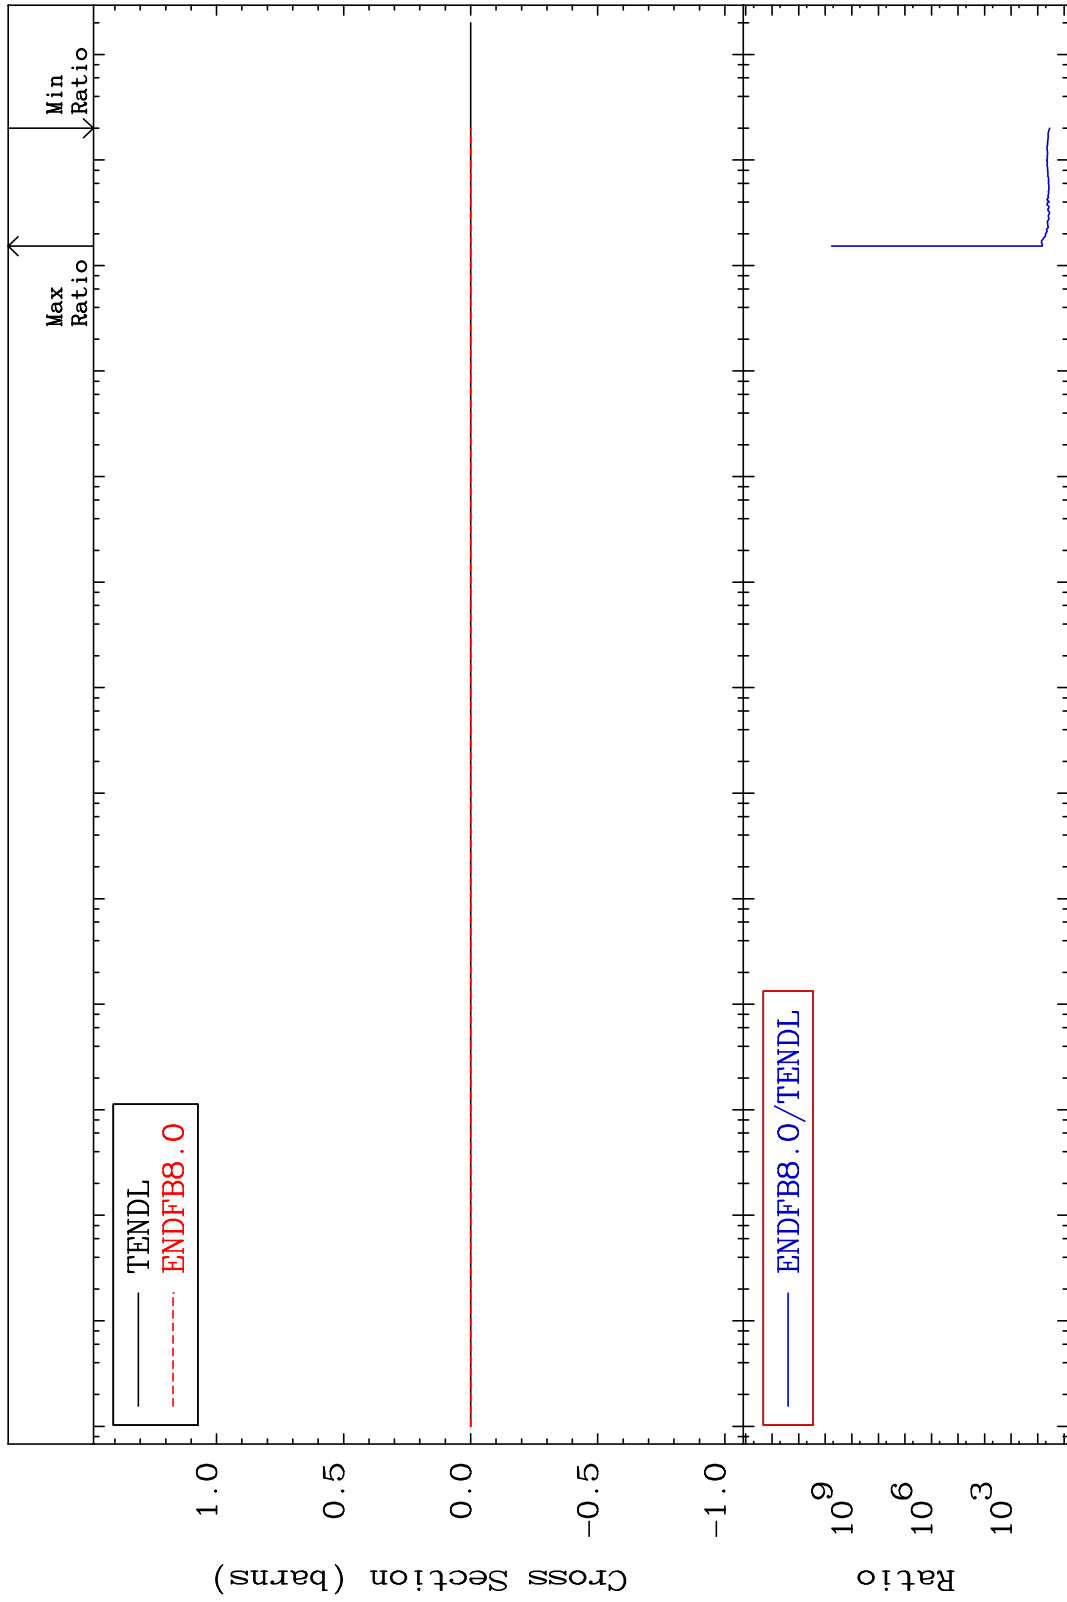 Max
Ratio
Min
Ratio
TENDL
ENDFB8.0
1.0
0.5
0.0
-0.5
-1.0
Cross Section (barns)
ENDFB8.0/TENDL
10^9
10^6
10^3
Ratio